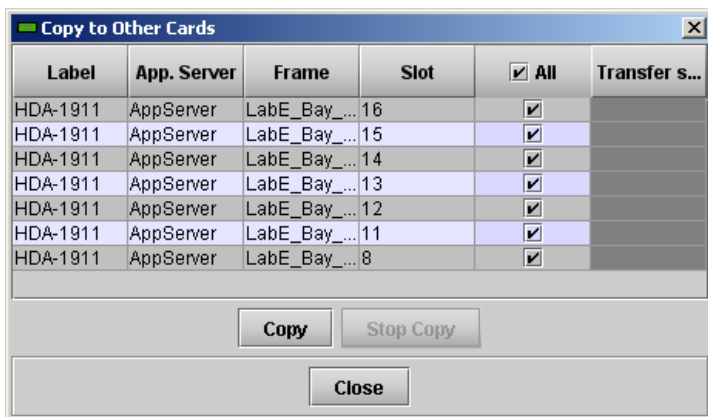 Copy to Other Cards
Label App. Server Frame Slot All Transfer s...
HDA-1911 AppServer LabE_Bay_... 16
HDA-1911 AppServer LabE_Bay_... 15
HDA-1911 AppServer LabE_Bay_... 14
HDA-1911 AppServer LabE_Bay_... 13
HDA-1911 AppServer LabE_Bay_... 12
HDA-1911 AppServer LabE_Bay_... 11
HDA-1911 AppServer LabE_Bay_... 8
Copy Stop Copy
Close